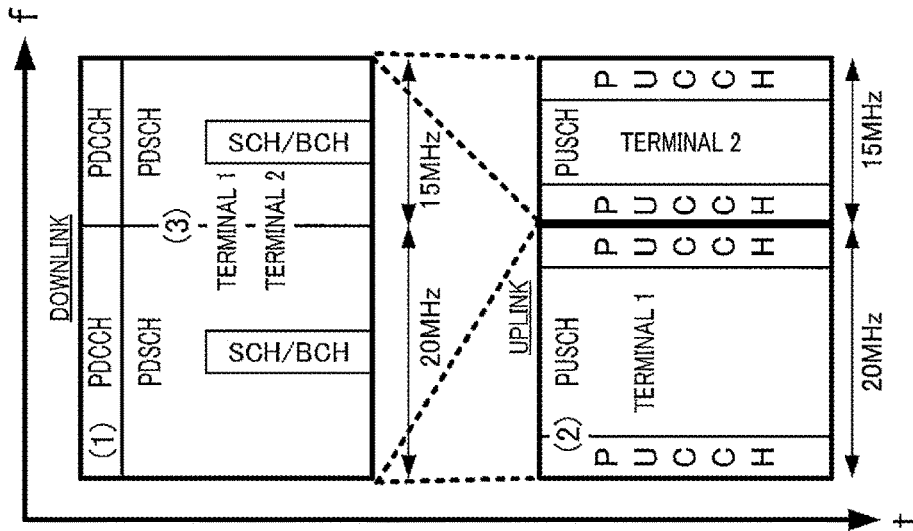 f
DOWNLINK
(1) PDCCH PDCCH
PDSCH PDSCH
(3)
TERMINAL 1
TERMINAL 2
SCH/BCH SCH/BCH
20MHz 15MHz
UPLINK
(2) PUSCH PUSCH
PUCCH
TERMINAL 1
PUCCH
PUCCH
TERMINAL 2
PUCCH
20MHz 15MHz
t